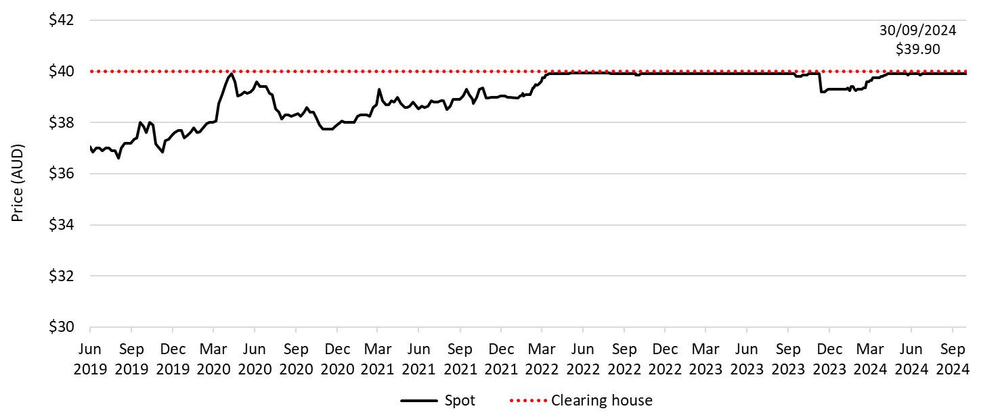 $42
$40
$38
$36
$34
$32
$30
Price (AUD)
30/09/2024
$39.90
Jun Sep Dec Mar Jun Sep Dec Mar Jun Sep Dec Mar Jun Sep Dec Mar Jun Sep Dec Mar Jun Sep
2019 2019 2019 2020 2020 2020 2020 2021 2021 2021 2021 2022 2022 2022 2022 2023 2023 2023 2023 2024 2024 2024
Spot Clearing house